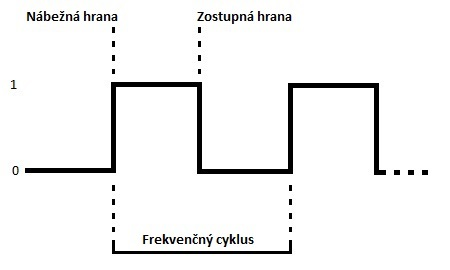 Nábežná hrana
Zostupná hrana
1
0
Frekvenčný cyklus